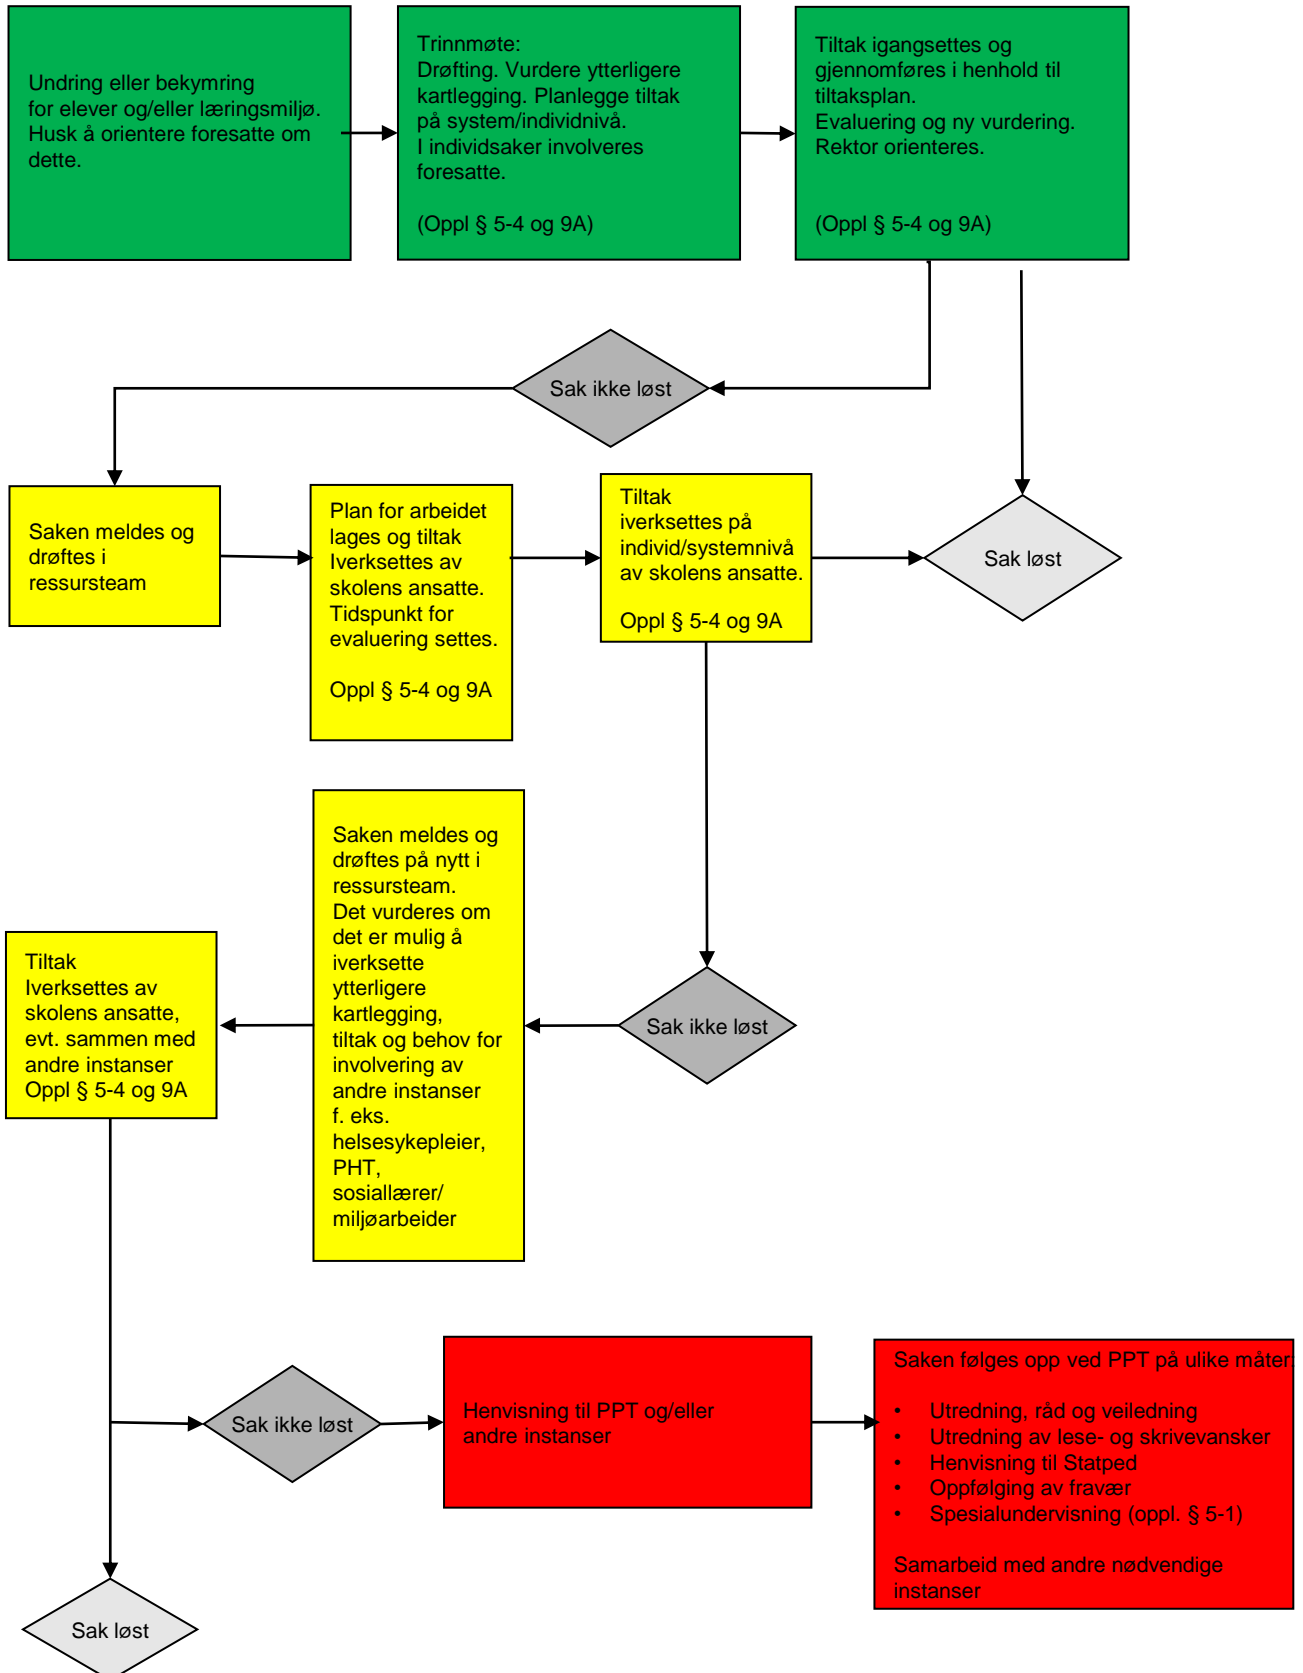 Undring eller bekymring
for elever og/eller læringsmiljø.
Husk å orientere foresatte om
dette.
Trinnmøte:
Drøfting. Vurdere ytterligere
kartlegging. Planlegge tiltak
på system/individnivå.
I individsaker involveres
foresatte.
(Oppl § 5-4 og 9A)
Tiltak igangsettes og
gjennomføres i henhold til
tiltaksplan.
Evaluering og ny vurdering.
Rektor orienteres.
(Oppl § 5-4 og 9A)
Sak ikke løst
Saken meldes og
drøftes i
ressursteam
Plan for arbeidet
lages og tiltak
Iverksettes av
skolens ansatte.
Tidspunkt for
evaluering settes.
Oppl § 5-4 og 9A
Tiltak
iverksettes på
individ/systemnivå
av skolens ansatte.
Oppl § 5-4 og 9A
Sak løst
Sak ikke løst
Saken meldes og
drøftes på nytt i
ressursteam.
Det vurderes om
det er mulig å
iverksette
ytterligere
kartlegging,
tiltak og behov for
involvering av
andre instanser
f. eks.
helsesykepleier,
PHT,
sosiallærer/
miljøarbeider
Tiltak
Iverksettes av
skolens ansatte,
evt. sammen med
andre instanser
Oppl § 5-4 og 9A
Sak ikke løst
Henvisning til PPT og/eller
andre instanser
Saken følges opp ved PPT på ulike måter:
• Utredning, råd og veiledning
• Utredning av lese- og skrivevansker
• Henvisning til Statped
• Oppfølging av fravær
• Spesialundervisning (oppl. § 5-1)
Samarbeid med andre nødvendige
instanser
Sak løst